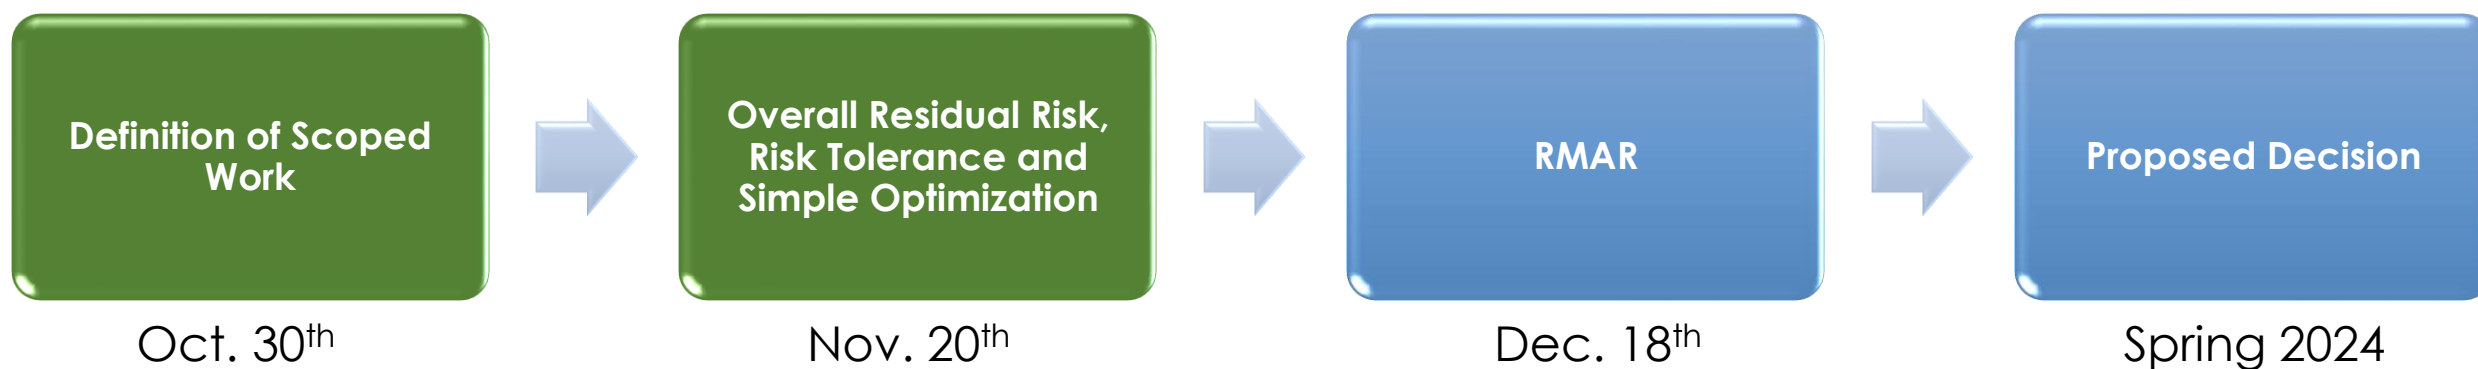 Definition of Scoped
Work
Overall Residual Risk,
Risk Tolerance and
Simple Optimization
RMAR
Proposed Decision
Oct. 30th
Nov. 20th
Dec. 18th
Spring 2024